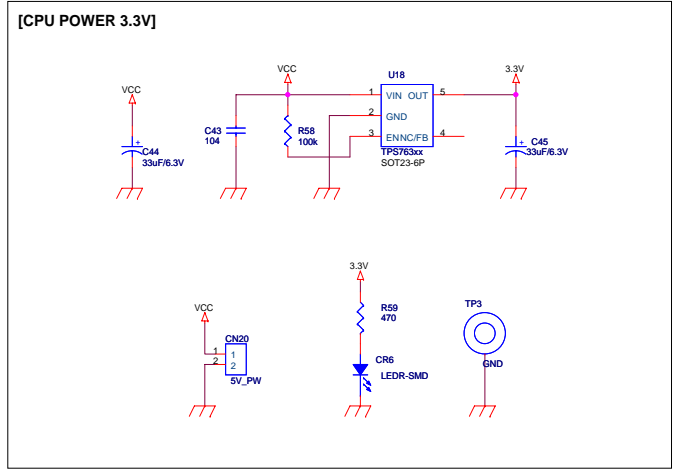 [CPU POWER 3.3V]
VCC
C44
33uF/6.3V
VCC
C43
104
R58
100k
U18
1 VIN OUT 5
2 GND
3 EN NC/FB 4
TPS763xx
SOT23-6P
3.3V
C45
33uF/6.3V
VCC
CN20
1 1
2 2
5V_PW
3.3V
R59
470
CR6
LEDR-SMD
TP3
GND